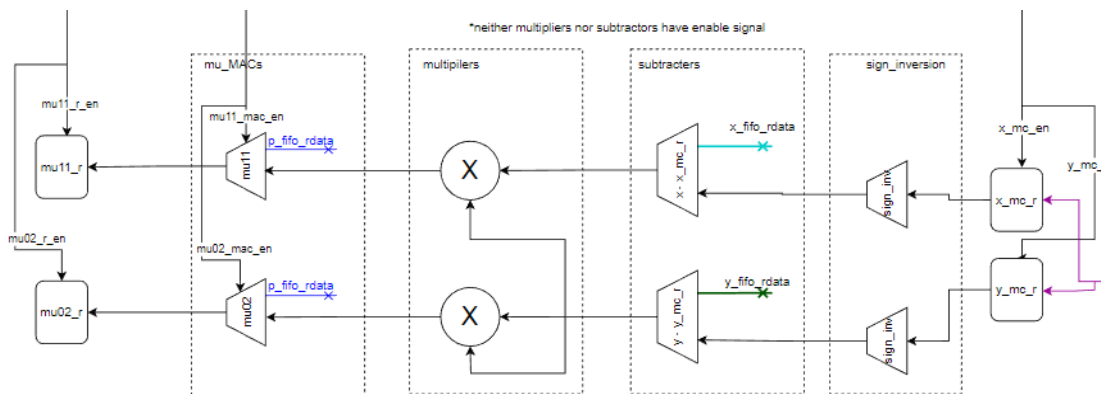 *neither multipliers nor subtractors have enable signal
mu_MACs
multipilers
subtracters
sign_inversion
mu11_r_en
mu11_mac_en
p_fifo_rdata
x_fifo_rdata
x_mc_en
y_mc_
mu11_r
mu11
X
x - x_mc_r
sign_inv
x_mc_r
mu02_r_en
mu02_mac_en
p_fifo_rdata
y_fifo_rdata
mu02_r
mu02
X
y - y_mc_r
sign_inv
y_mc_r